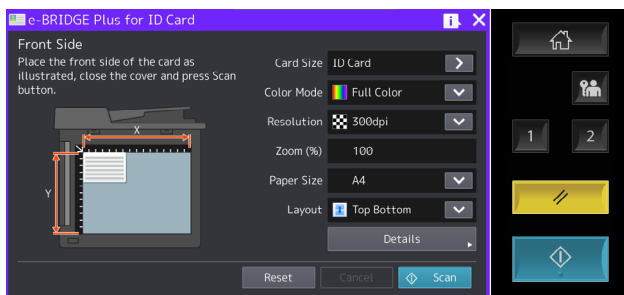 e-BRIDGE Plus for ID Card
Front Side
Place the front side of the card as
illustrated, close the cover and press Scan
button.
X
Y
Card Size ID Card
Color Mode Full Color
Resolution 300dpi
Zoom (%) 100
Paper Size A4
Layout Top Bottom
Details
Reset Cancel Scan
1 2